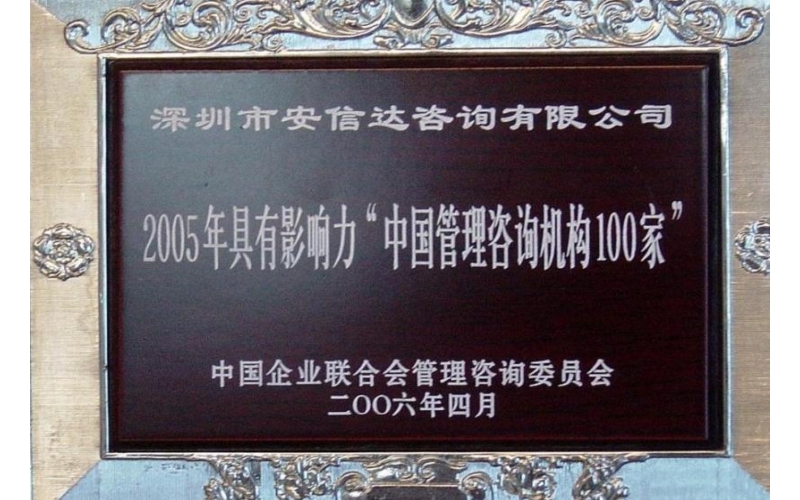 深圳市安信达咨询有限公司
2005年具有影响力“中国管理咨询机构100家”
中国企业联合会管理咨询委员会
二〇〇六年四月